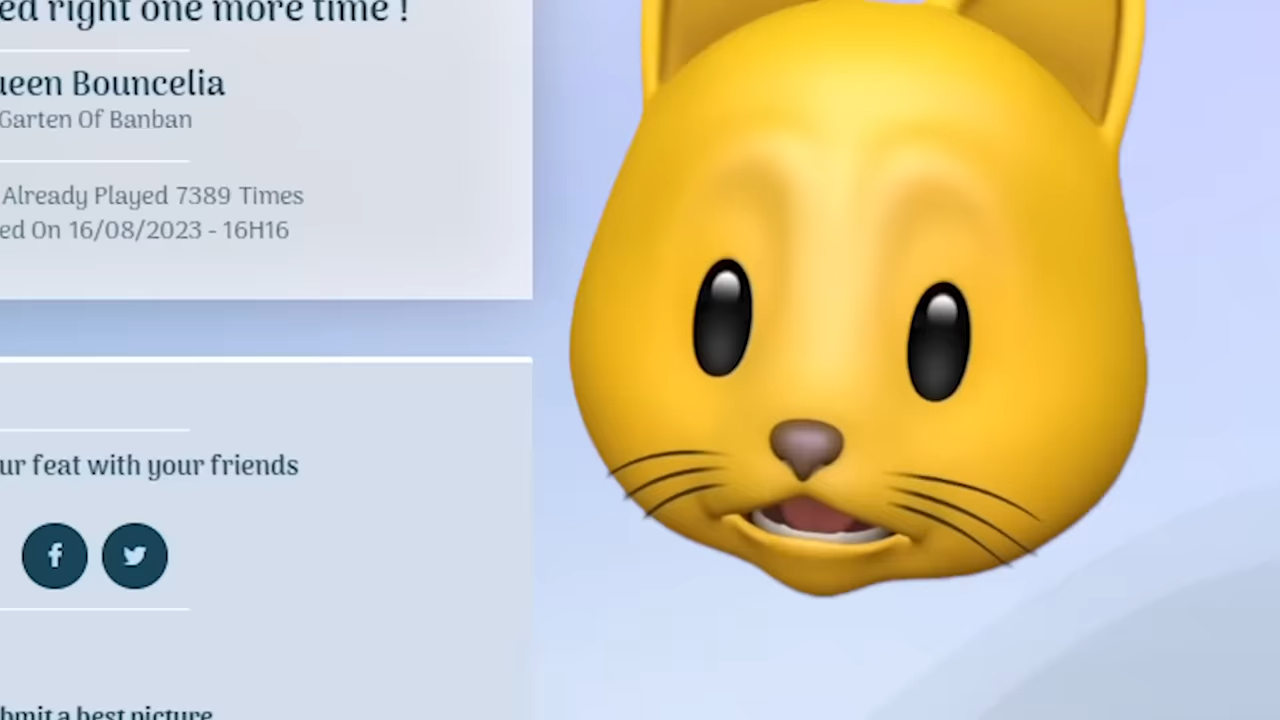 ed right one more time !
ueen Bouncelia
Garten Of Banban
Already Played 7389 Times
ed On 16/08/2023 - 16H16
ur feat with your friends
f
bmit a best picture